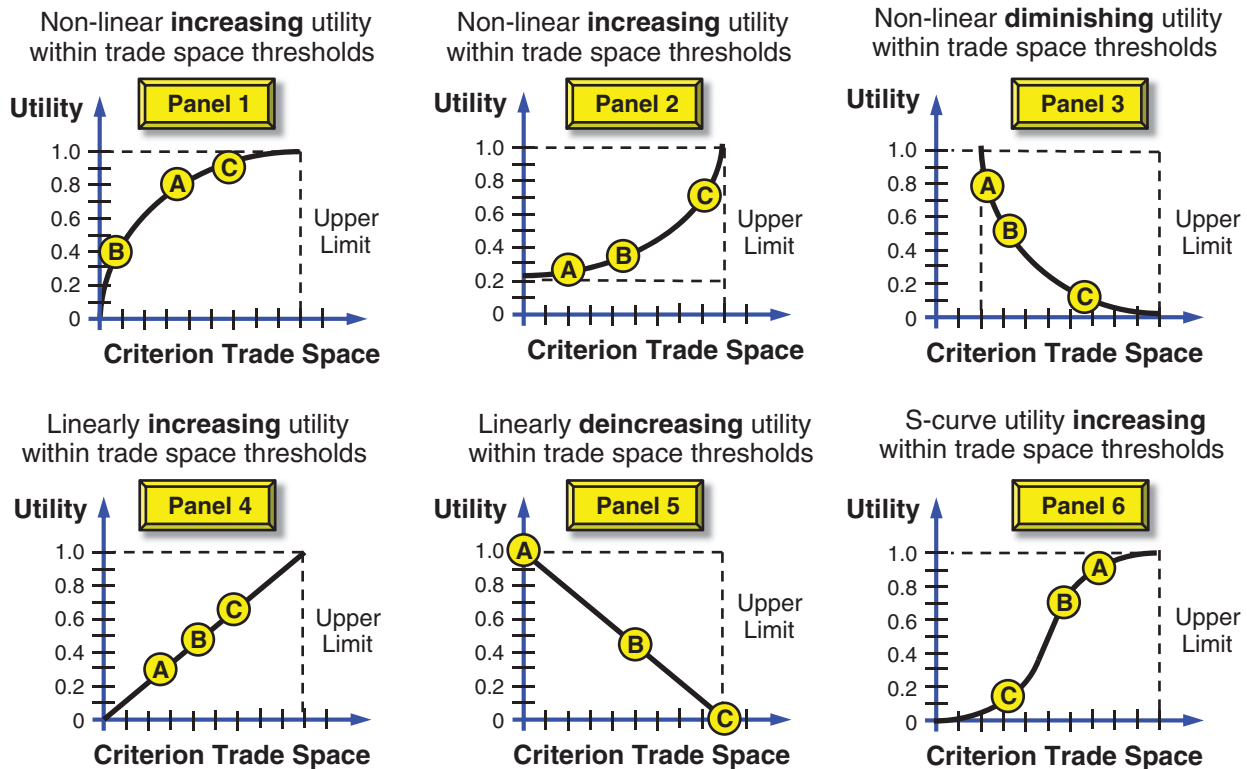 Non-linear increasing utility
within trade space thresholds
Panel 1
Utility
1.0
0.8
0.6
0.4
0.2
0
A
B
C
Upper
Limit
Criterion Trade Space
Non-linear increasing utility
within trade space thresholds
Panel 2
Utility
1.0
0.8
0.6
0.4
0.2
0
A
B
C
Upper
Limit
Criterion Trade Space
Non-linear diminishing utility
within trade space thresholds
Panel 3
Utility
1.0
0.8
0.6
0.4
0.2
0
A
B
C
Upper
Limit
Criterion Trade Space
Linearly increasing utility
within trade space thresholds
Panel 4
Utility
1.0
0.8
0.6
0.4
0.2
0
A
B
C
Upper
Limit
Criterion Trade Space
Linearly deincreasing utility
within trade space thresholds
Panel 5
Utility
1.0
0.8
0.6
0.4
0.2
0
A
B
C
Upper
Limit
Criterion Trade Space
S-curve utility increasing
within trade space thresholds
Panel 6
Utility
1.0
0.8
0.6
0.4
0.2
0
A
B
C
Upper
Limit
Criterion Trade Space